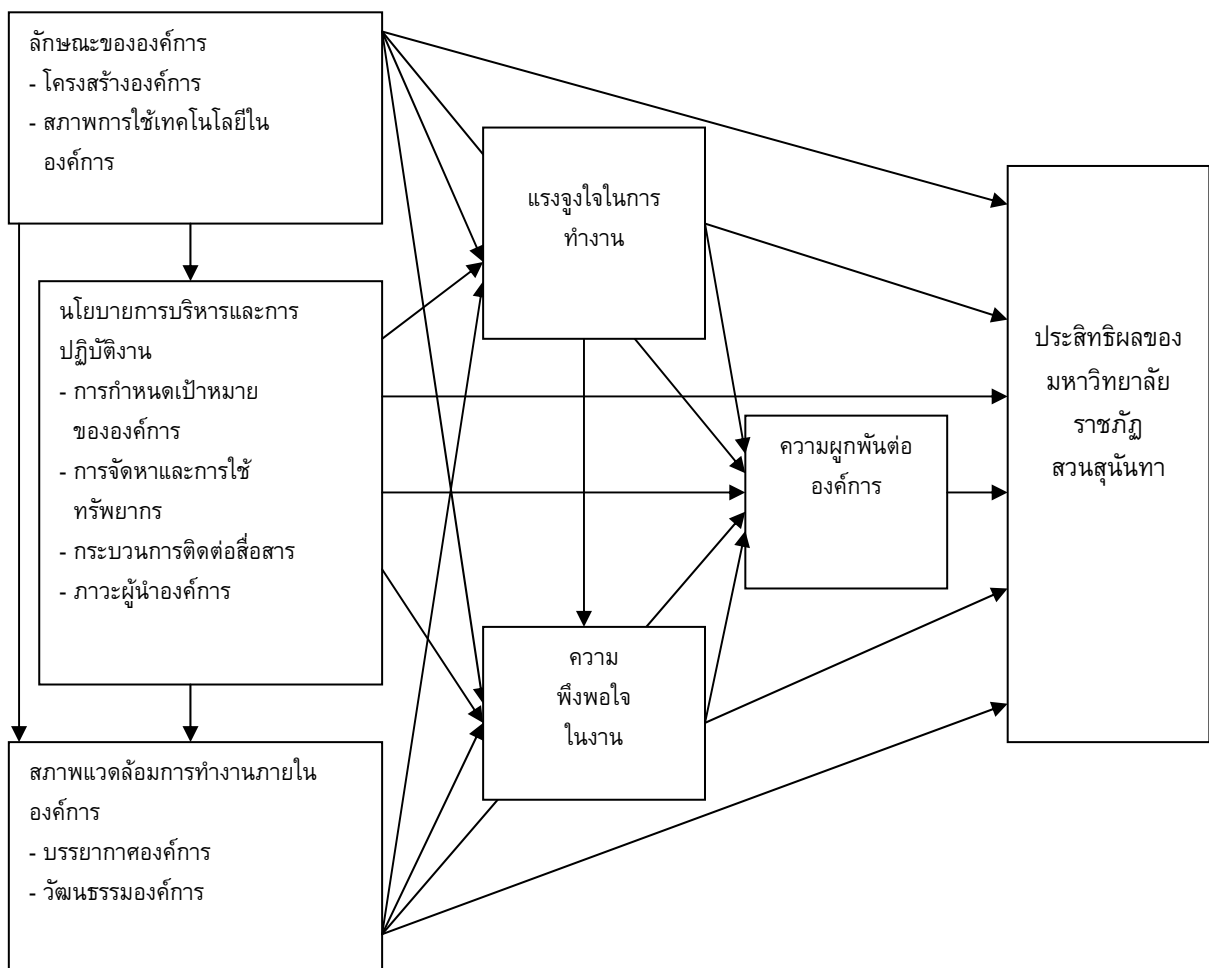 ลักษณะขององค์การ
- โครงสร้างองค์การ
- สภาพการใช้เทคโนโลยีใน
องค์การ
นโยบายการบริหารและการ
ปฏิบัติงาน
- การกำหนดเป้าหมาย
ขององค์การ
- การจัดหาและการใช้
ทรัพยากร
- กระบวนการติดต่อสื่อสาร
- ภาวะผู้นำองค์การ
สภาพแวดล้อมการทำงานภายใน
องค์การ
- บรรยากาศองค์การ
- วัฒนธรรมองค์การ
แรงจูงใจในการ
ทำงาน
ความ
พึงพอใจ
ในงาน
ความผูกพันต่อ
องค์การ
ประสิทธิผลของ
มหาวิทยาลัย
ราชภัฏ
สวนสุนันทา